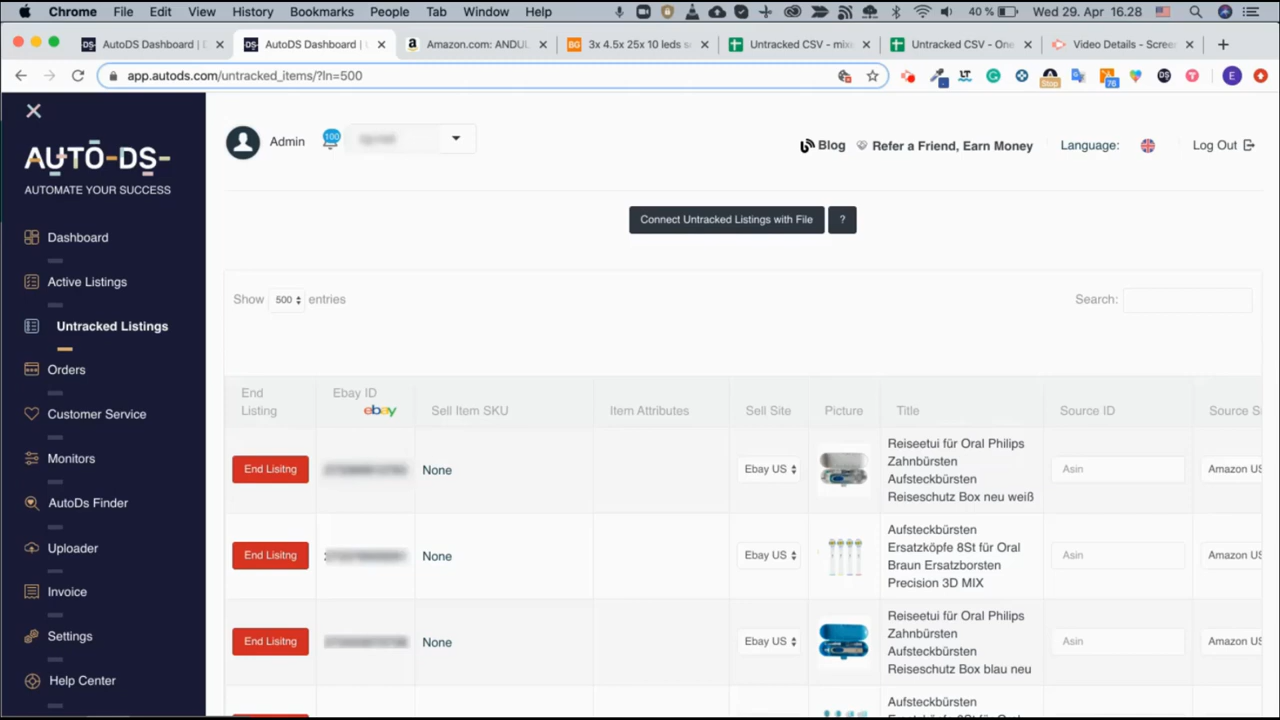 Chrome File Edit View History Bookmarks People Tab Window Help 40 % Wed 29. Apr 16.28
AutoDS Dashboard | AutoDS Dashboard | Amazon.com: ANDUL 3x 4.5v 25x 10 leds s Untracked CSV - mix Untracked CSV - One Video Details - Scree
app.autods.com/untracked_items/?ln=500
AUTO-DS-
AUTOMATE YOUR SUCCESS
Admin 100
Blog Refer a Friend, Earn Money Language: Log Out
Connect Untracked Listings with File ?
Dashboard
Active Listings
Untracked Listings
Orders
Customer Service
Monitors
AutoDs Finder
Uploader
Invoice
Settings
Help Center
Show 500 entries Search:
End Listing Ebay ID ebay Sell Item SKU Item Attributes Sell Site Picture Title Source ID Source S
End Lisitng None Ebay US Reiseetui für Oral Philips
Zahnbürsten
Aufsteckbürsten
Reiseschutz Box neu weiß
Asin Amazon US
End Lisitng None Ebay US Aufsteckbürsten
Ersatzköpfe 8St für Oral
Braun Ersatzborsten
Precision 3D MIX
Asin Amazon US
End Lisitng None Ebay US Reiseetui für Oral Philips
Zahnbürsten
Aufsteckbürsten
Reiseschutz Box blau neu
Asin Amazon US
Aufsteckbürsten